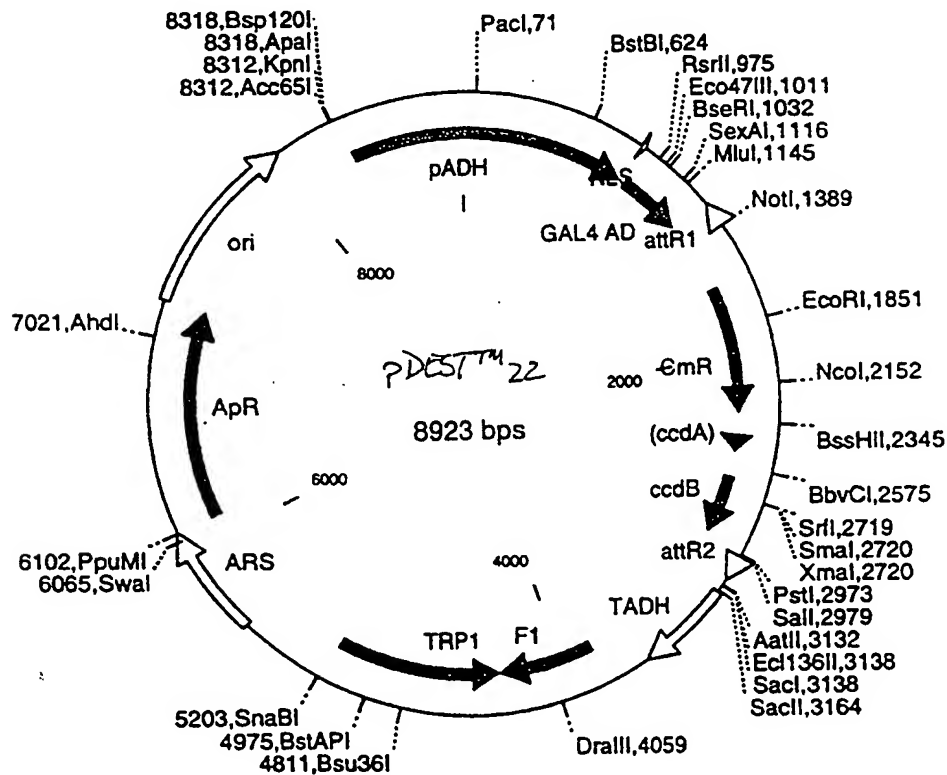 8318,Bsp120I
8318,ApaI
8312,KpnI
8312,Acc65I
PacI,71
BstBI,624
RsrII,975
Eco47III,1011
BseRI,1032
SexAI,1116
MluI,1145
NotI,1389
pADH
NLS
GAL4 AD
attR1
ori
8000
7021,AhdI
EcoRI,1851
pDEST™22
2000
CmR
NcoI,2152
ApR
8923 bps
(ccdA)
BssHII,2345
ccdB
BbvCI,2575
6000
SrfI,2719
SmaI,2720
XmaI,2720
attR2
6102,PpuMI
6065,SwaI
ARS
4000
PstI,2973
SalI,2979
TADH
AatII,3132
Ecl136II,3138
SacI,3138
SacII,3164
TRP1
F1
5203,SnaBI
4975,BstAPI
4811,Bsu36I
DraIII,4059